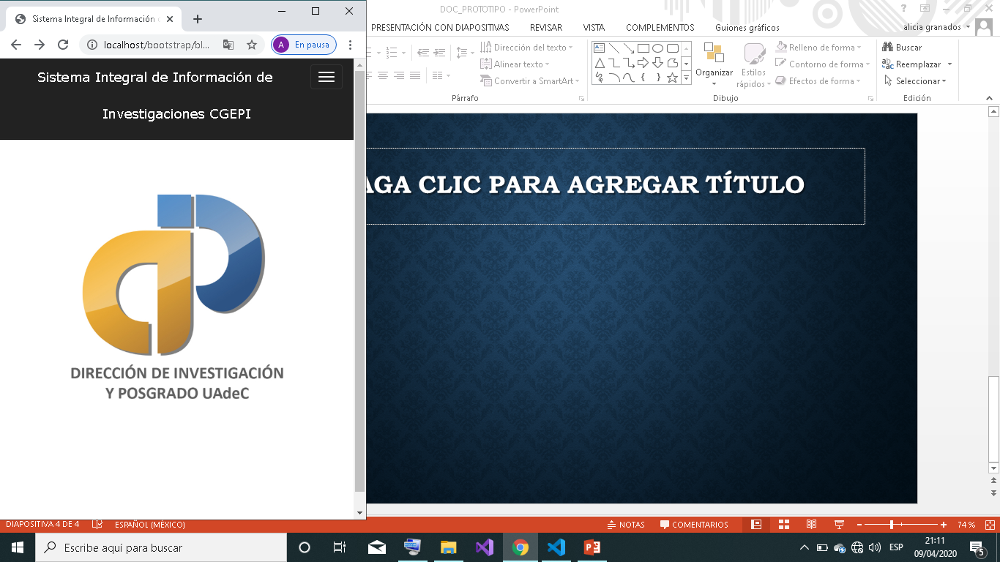 Sistema Integral de Información
localhost/bootstrap/bl...
A
En pausa
Sistema Integral de Información de
Investigaciones CGEPI
DIRECCIÓN DE INVESTIGACIÓN
Y POSGRADO UAdeC
DOC_PROTOTIPO - PowerPoint
PRESENTACIÓN CON DIAPOSITIVAS
REVISAR
VISTA
COMPLEMENTOS
Guiones gráficos
alicia granados
Dirección del texto
Alinear texto
Convertir a SmartArt
Párrafo
Organizar
Estilos
rápidos
Relleno de forma
Contorno de forma
Efectos de forma
Dibujo
Buscar
Reemplazar
Seleccionar
Edición
AGA CLIC PARA AGREGAR TÍTULO
DIAPOSITIVA 4 DE 4
ESPAÑOL (MÉXICO)
NOTAS
COMENTARIOS
74 %
Escribe aquí para buscar
ESP
21:11
09/04/2020
5